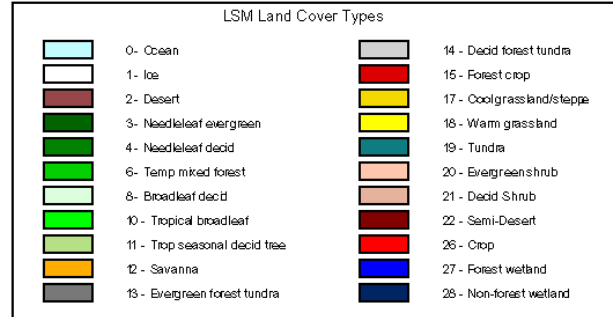 LSM Land Cover Types
0- Ocean
1 - Ice
2 - Desert
3 - Needleleaf evergreen
4 - Needleleaf decid
6 - Temp mixed forest
8 - Broadleaf decid
10 - Tropical broadleaf
11 - Trop seasonal decid tree
12 - Savanna
13 - Evergreen forest tundra
14 - Decid forest tundra
15 - Forest crop
17 - Cool grassland/steppe
18 - Warm grassland
19 - Tundra
20 - Evergreen shrub
21 - Decid Shrub
22 - Semi-Desert
26 - Crop
27 - Forest wetland
28 - Non-forest wetland